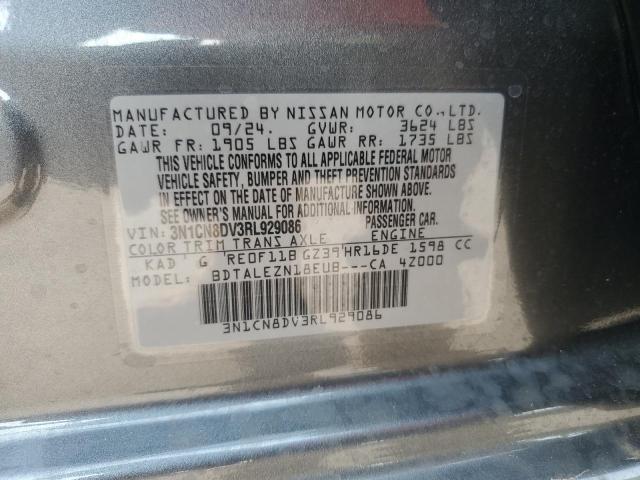 MANUFACTURED BY NISSAN MOTOR CO.,LTD.
DATE: 09/24. GVWR: 3624 LBS
GAWR FR: 1905 LBS GAWR RR: 1735 LBS
THIS VEHICLE CONFORMS TO ALL APPLICABLE FEDERAL MOTOR
VEHICLE SAFETY, BUMPER AND THEFT PREVENTION STANDARDS
IN EFFECT ON THE DATE OF MANUFACTURE SHOWN ABOVE.
SEE OWNER'S MANUAL FOR ADDITIONAL INFORMATION.
VIN: 3N1CN8DV3RL929086 PASSENGER CAR.
COLOR TRIM TRANS AXLE ENGINE
KAD G RE0F11B GZ39 HR16DE 1598 CC
MODEL: BDTALEZN18EUB---CA 4Z000
3N1CN8DV3RL929086